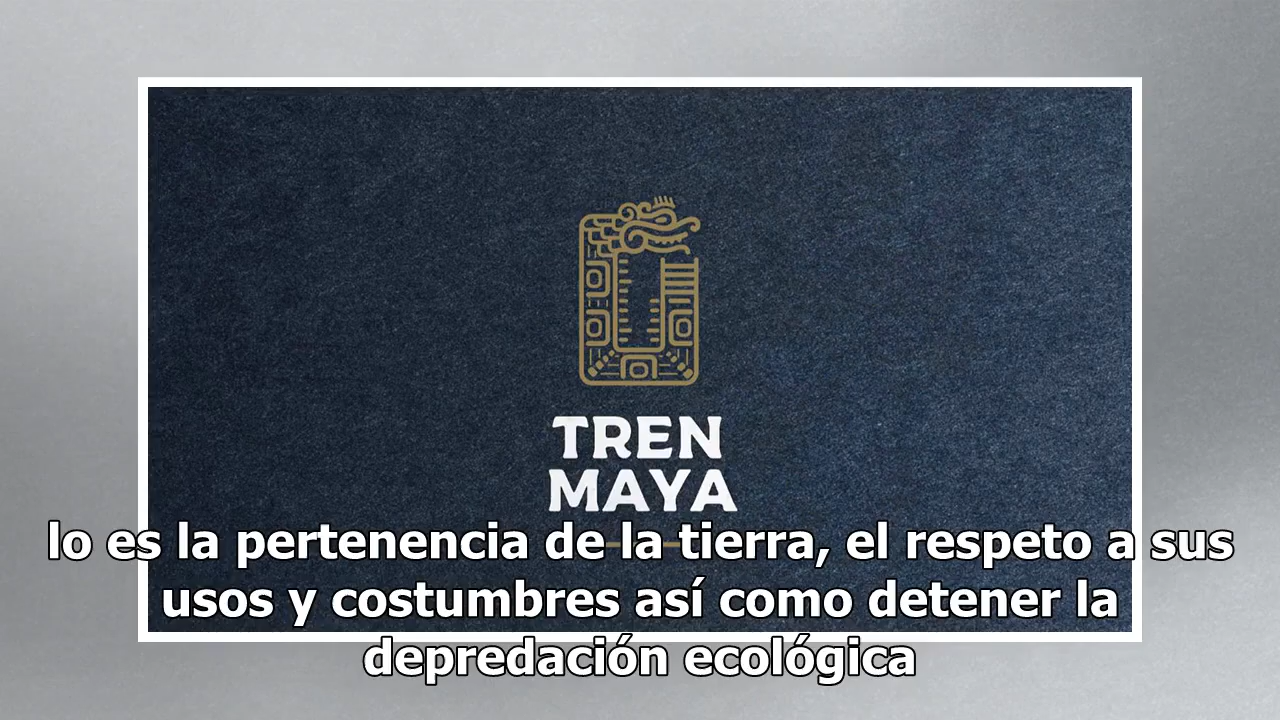 TREN
MAYA
lo es la pertenencia de la tierra, el respeto a sus
usos y costumbres así como detener la
depredación ecológica